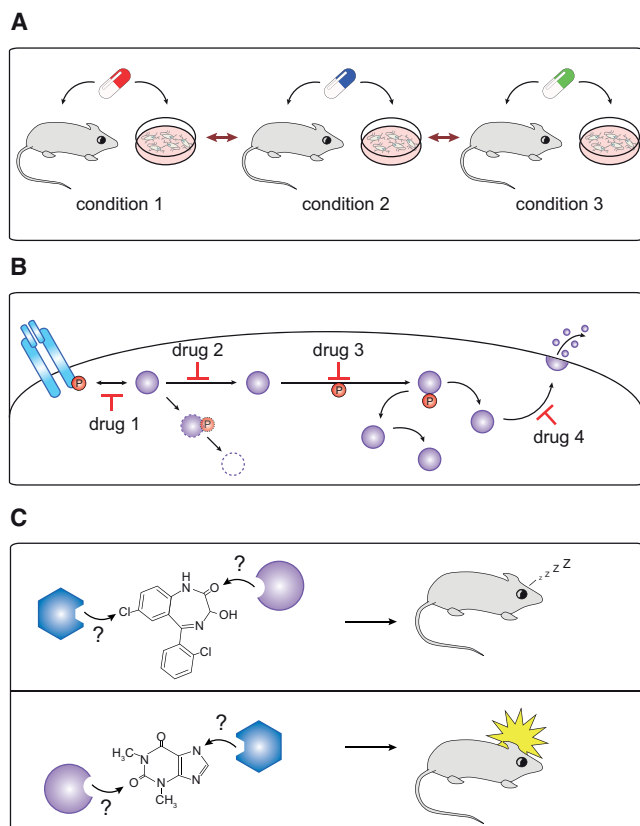 A
condition 1 condition 2 condition 3
B
drug 2 drug 3
P P P
drug 1 P drug 4
C
? ?
NH O
Cl OH
N
? Cl
z z z z
?
O N
H₃C N
O N N
? CH₃